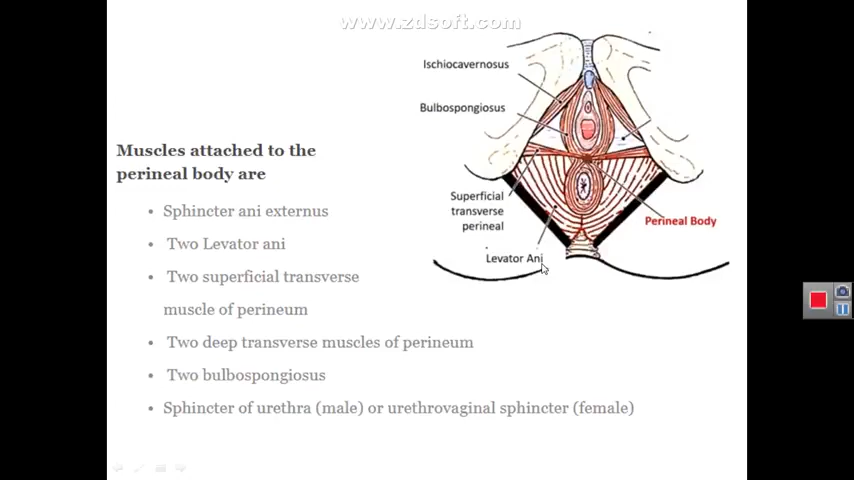 www.zdsoft.com
Ischiocavernosus
Bulbospongiosus
Muscles attached to the
perineal body are
• Sphincter ani externus
• Two Levator ani
• Two superficial transverse
muscle of perineum
• Two deep transverse muscles of perineum
• Two bulbospongiosus
• Sphincter of urethra (male) or urethrovaginal sphincter (female)
Superficial
transverse
perineal
Perineal Body
Levator Ani